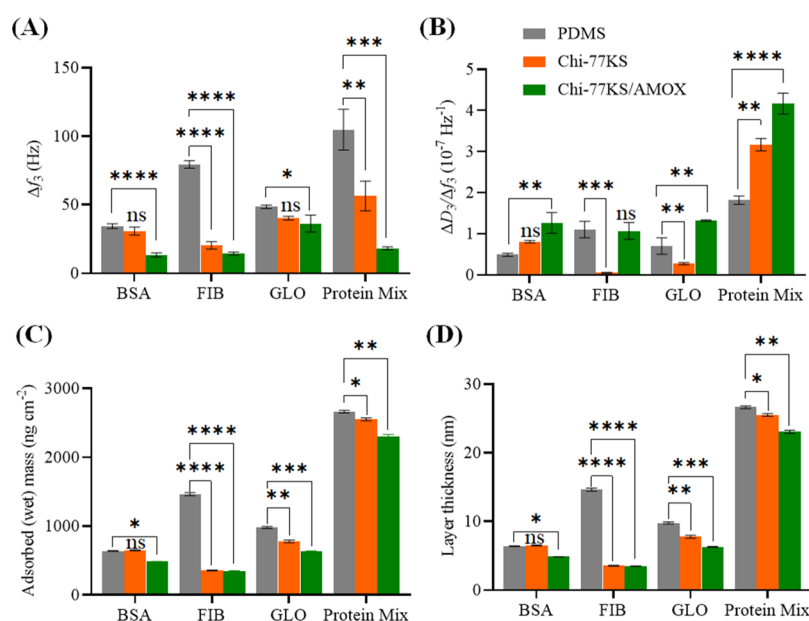 (A)
Δf3 (Hz)
150
100
50
0
****
ns
****
****
*
ns
***
**
BSA FIB GLO Protein Mix
(B)
PDMS
Chi-77KS
Chi-77KS/AMOX
ΔD3/Δf3 (10-7 Hz-1)
5
4
3
2
1
0
**
ns
***
ns
**
**
****
**
BSA FIB GLO Protein Mix
(C)
Adsorbed (wet) mass (ng cm-2)
3000
2000
1000
0
*
ns
****
****
***
**
**
*
BSA FIB GLO Protein Mix
(D)
Layer thickness (nm)
30
20
10
0
*
ns
****
****
***
**
**
*
BSA FIB GLO Protein Mix